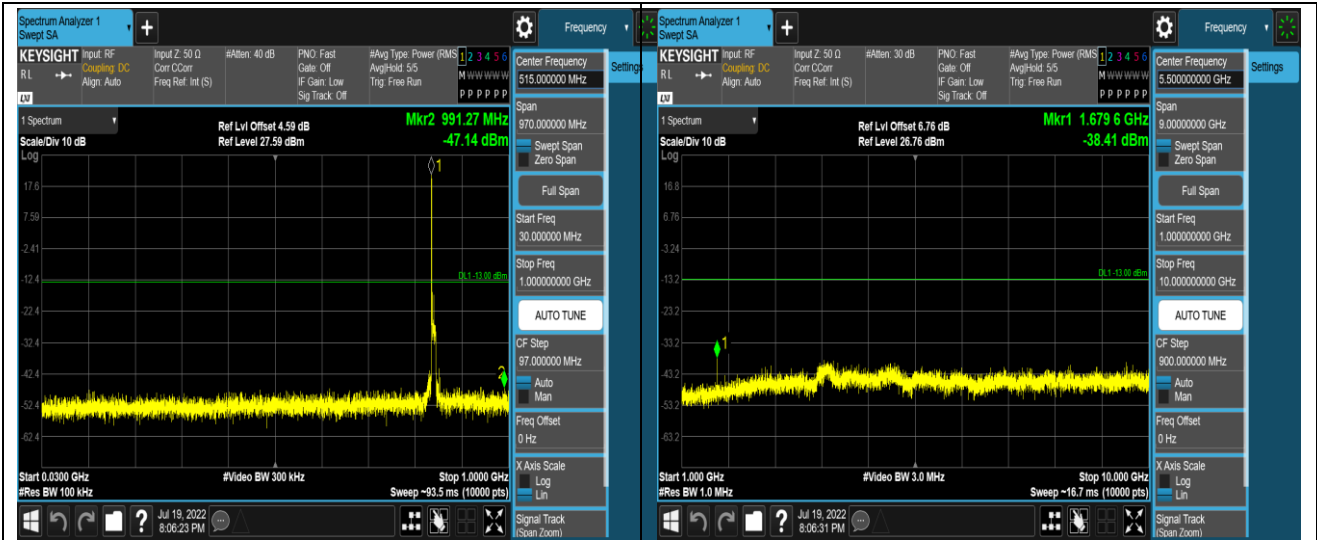 Spectrum Analyzer 1
Swept SA
+
Frequency
KEYSIGHT
Input: RF
Coupling: DC
Align: Auto
Input Z: 50 Ω
Corr CCorr
Freq Ref: Int (S)
#Atten: 40 dB
PNO: Fast
Gate: Off
IF Gain: Low
Sig Track: Off
#Avg Type: Power (RMS
Avg|Hold: 5/5
Trig: Free Run
1 2 3 4 5 6
M W W W W W
P P P P P P
RL
LXI
Center Frequency
515.000000 MHz
Settings
Span
970.000000 MHz
Swept Span
Zero Span
Full Span
Start Freq
30.000000 MHz
Stop Freq
1.000000000 GHz
AUTO TUNE
CF Step
97.000000 MHz
Auto
Man
Freq Offset
0 Hz
X Axis Scale
Log
Lin
Signal Track
(Span Zoom)
1 Spectrum
Scale/Div 10 dB
Log
Ref Lvl Offset 4.59 dB
Ref Level 27.59 dBm
Mkr2 991.27 MHz
-47.14 dBm
1
17.6
7.59
-2.41
-12.4
-22.4
-32.4
-42.4
-52.4
-62.4
DL1 -13.00 dBm
2
Start 0.0300 GHz
#Res BW 100 kHz
#Video BW 300 kHz
Stop 1.0000 GHz
Sweep ~93.5 ms (10000 pts)
?
Jul 19, 2022
8:06:23 PM
Spectrum Analyzer 1
Swept SA
+
Frequency
KEYSIGHT
Input: RF
Coupling: DC
Align: Auto
Input Z: 50 Ω
Corr CCorr
Freq Ref: Int (S)
#Atten: 30 dB
PNO: Fast
Gate: Off
IF Gain: Low
Sig Track: Off
#Avg Type: Power (RMS
Avg|Hold: 5/5
Trig: Free Run
1 2 3 4 5 6
M W W W W W
P P P P P P
RL
LXI
Center Frequency
5.500000000 GHz
Settings
Span
9.00000000 GHz
Swept Span
Zero Span
Full Span
Start Freq
1.000000000 GHz
Stop Freq
10.000000000 GHz
AUTO TUNE
CF Step
900.000000 MHz
Auto
Man
Freq Offset
0 Hz
X Axis Scale
Log
Lin
Signal Track
(Span Zoom)
1 Spectrum
Scale/Div 10 dB
Log
Ref Lvl Offset 6.76 dB
Ref Level 26.76 dBm
Mkr1 1.679 6 GHz
-38.41 dBm
16.8
6.76
-3.24
-13.2
-23.2
-33.2
-43.2
-53.2
-63.2
DL1 -13.00 dBm
1
Start 1.000 GHz
#Res BW 1.0 MHz
#Video BW 3.0 MHz
Stop 10.000 GHz
Sweep ~16.7 ms (10000 pts)
?
Jul 19, 2022
8:06:31 PM